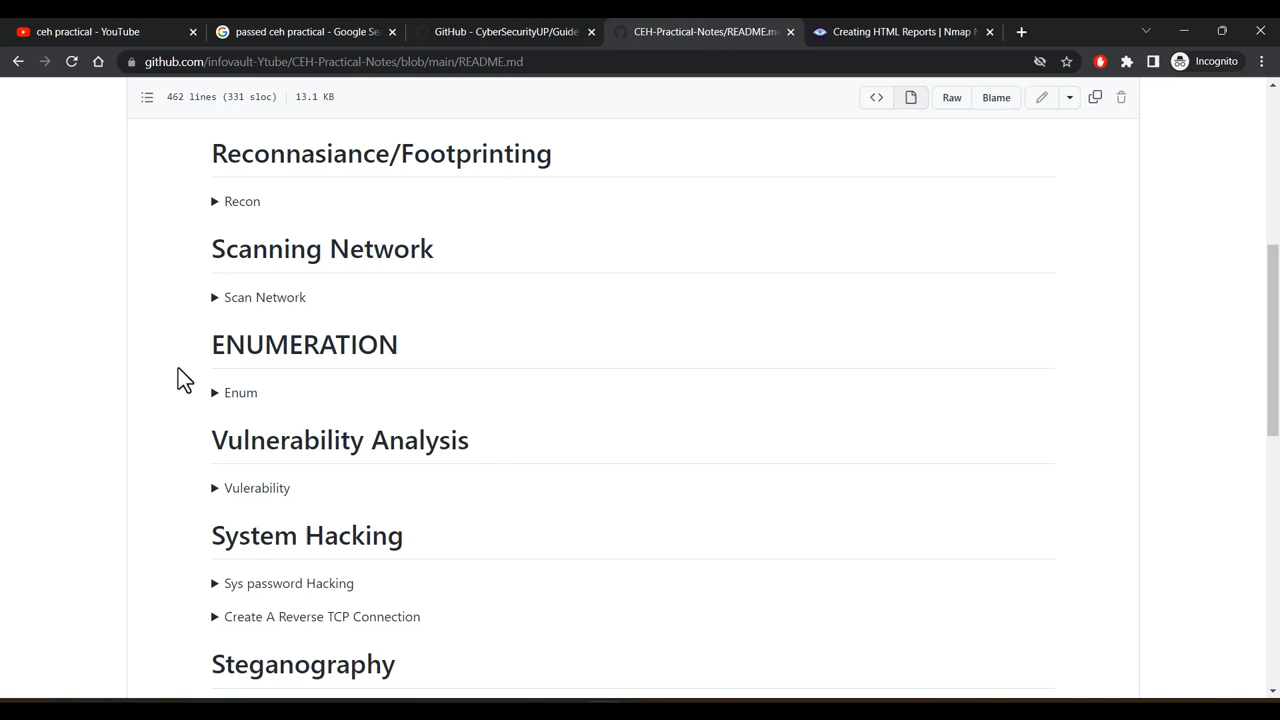 ceh practical - YouTube
passed ceh practical - Google Se
GitHub - CyberSecurityUP/Guide
CEH-Practical-Notes/README.m
Creating HTML Reports | Nmap N
github.com/infovault-Ytube/CEH-Practical-Notes/blob/main/README.md
Incognito
462 lines (331 sloc)
13.1 KB
Raw
Blame
Reconnasiance/Footprinting
Recon
Scanning Network
Scan Network
ENUMERATION
Enum
Vulnerability Analysis
Vulerability
System Hacking
Sys password Hacking
Create A Reverse TCP Connection
Steganography